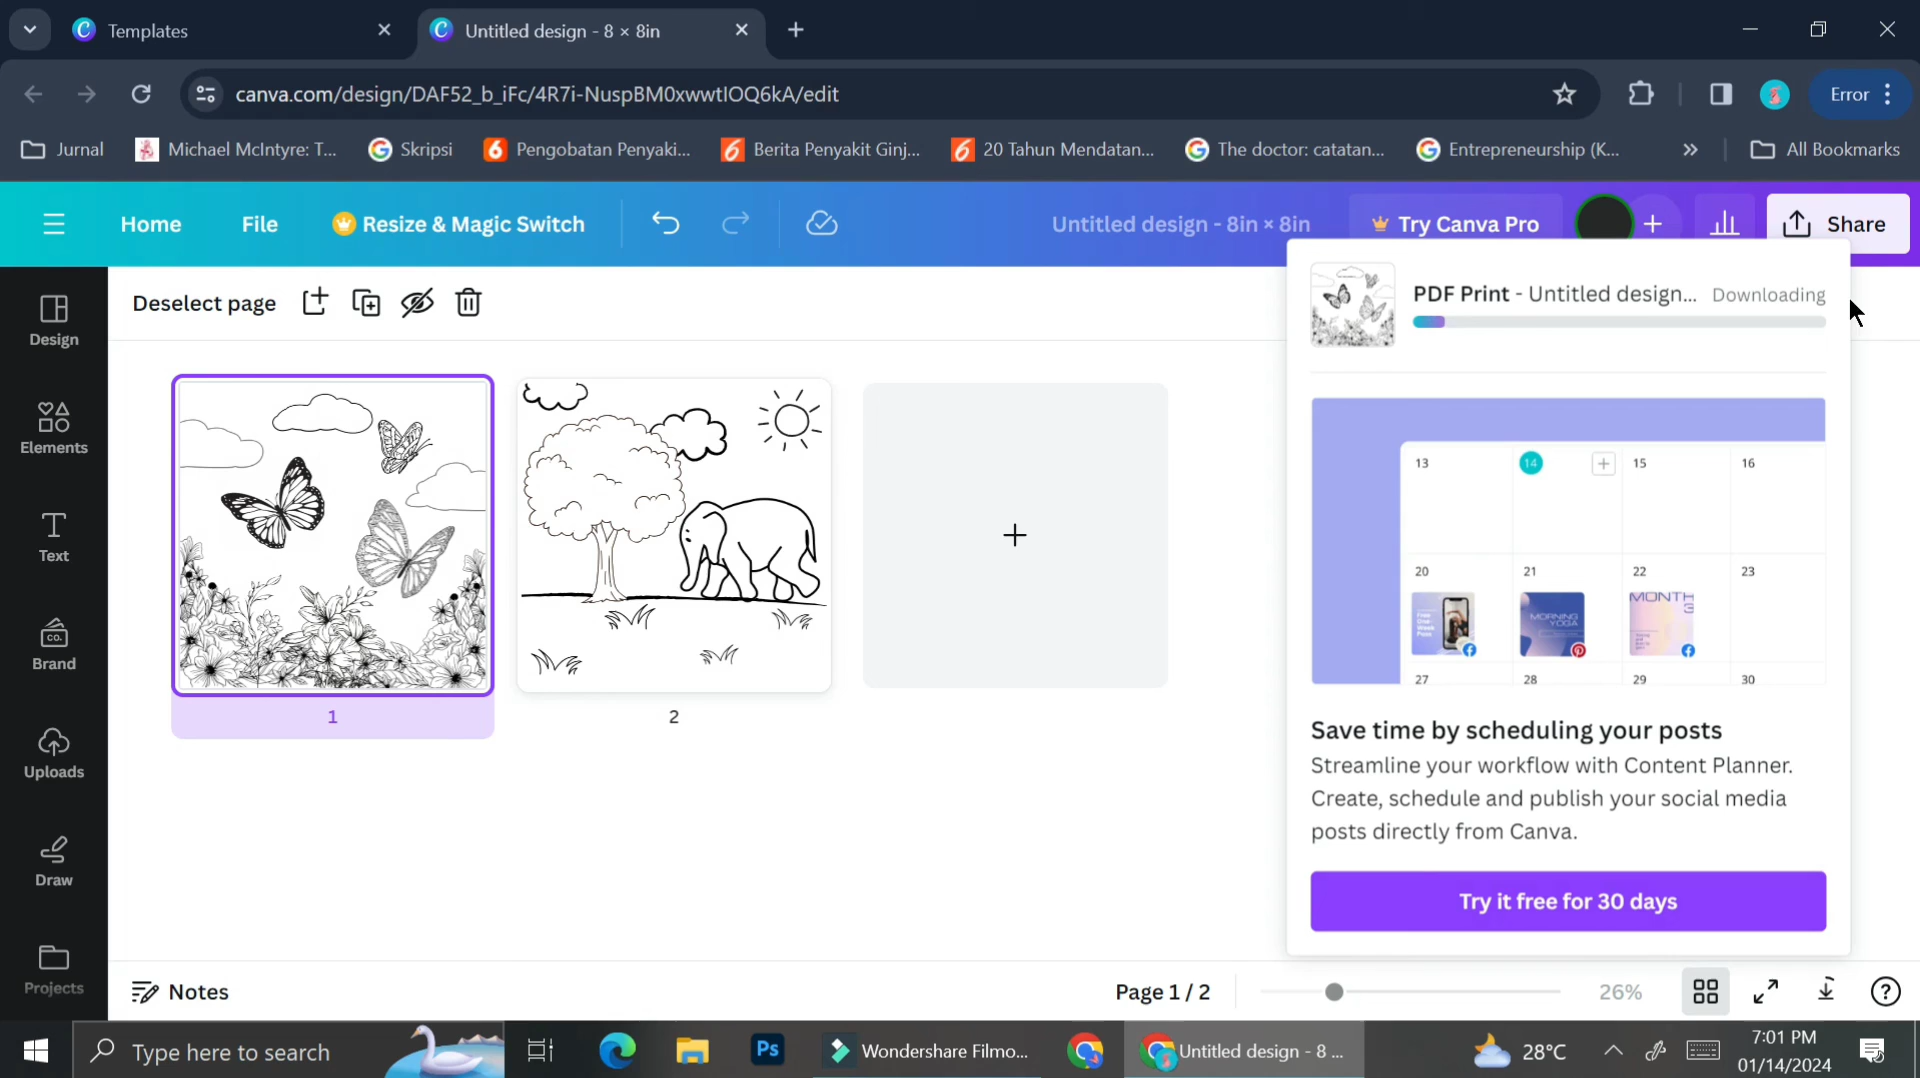 Templates
Untitled design - 8 × 8in
canva.com/design/DAF52_b_iFc/4R7i-NuspBM0xwwtIOQ6kA/edit
Error
Jurnal
Michael McIntyre: T...
Skripsi
Pengobatan Penyaki...
Berita Penyakit Ginj...
20 Tahun Mendatan...
The doctor: catatan...
Entrepreneurship (K...
»
All Bookmarks
Home
File
Resize & Magic Switch
Untitled design - 8in × 8in
Try Canva Pro
Share
Deselect page
PDF Print - Untitled design...
Downloading
Design
Elements
Text
CO.
Brand
Uploads
Draw
Projects
1
2
13
14
15
16
20
21
22
23
MORNING
YOGA
MONTH
3
27
28
29
30
Save time by scheduling your posts
Streamline your workflow with Content Planner.
Create, schedule and publish your social media
posts directly from Canva.
Try it free for 30 days
Notes
Page 1 / 2
26%
Type here to search
Ps
Wondershare Filmo...
Untitled design - 8 ...
28°C
7:01 PM
01/14/2024